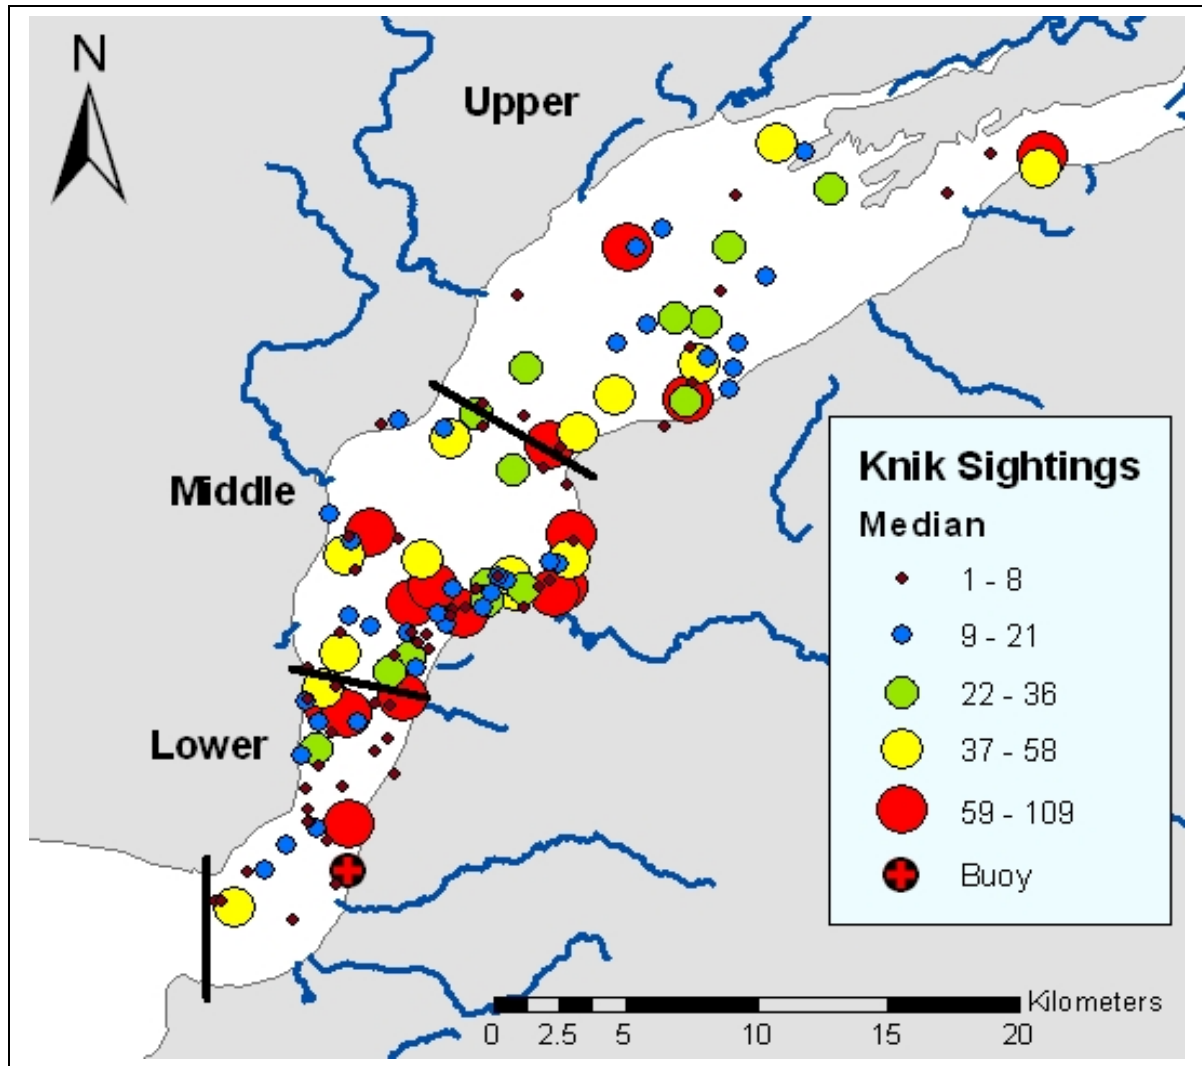 N
Upper
Middle
Lower
Knik Sightings
Median
1 - 8
9 - 21
22 - 36
37 - 58
59 - 109
Buoy
Kilometers
0 2.5 5 10 15 20